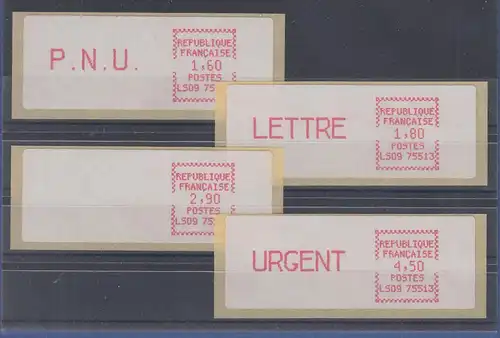 P.N.U.
REPUBLIQUE
FRANÇAISE
1,60
POSTES
LS09 75
LETTRE
REPUBLIQUE
FRANÇAISE
1,80
POSTES
LS09 75513
REPUBLIQUE
FRANÇAISE
2,90
POSTES
LS09 75
URGENT
REPUBLIQUE
FRANÇAISE
4,50
POSTES
LS09 75513